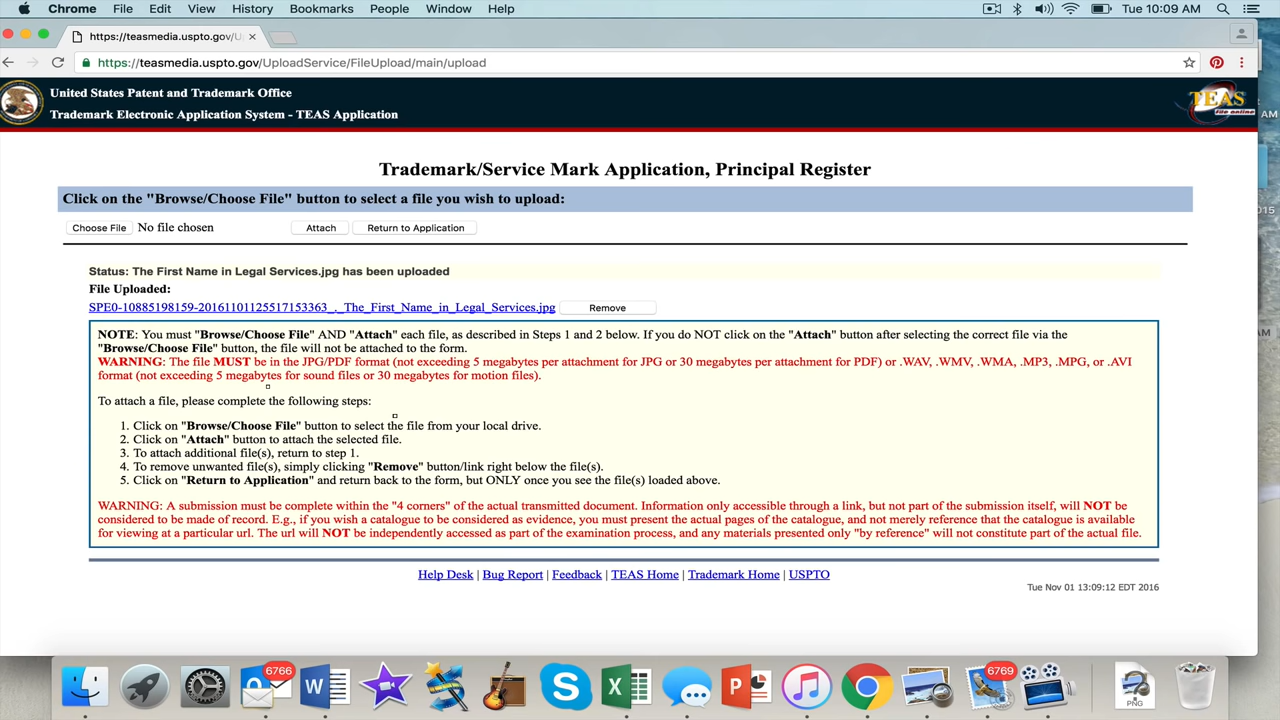 Chrome File Edit View History Bookmarks People Window Help Tue 10:09 AM
https://teasmedia.uspto.gov/U
https://teasmedia.uspto.gov/UploadService/FileUpload/main/upload
United States Patent and Trademark Office
Trademark Electronic Application System - TEAS Application
TEAS
file online
AM
Trademark/Service Mark Application, Principal Register
Click on the "Browse/Choose File" button to select a file you wish to upload:
2015
Choose File No file chosen Attach Return to Application
Status: The First Name in Legal Services.jpg has been uploaded
File Uploaded:
SPE0-10885198159-20161101125517153363_._The_First_Name_in_Legal_Services.jpg Remove
NOTE: You must "Browse/Choose File" AND "Attach" each file, as described in Steps 1 and 2 below. If you do NOT click on the "Attach" button after selecting the correct file via the
"Browse/Choose File" button, the file will not be attached to the form.
AM
WARNING: The file MUST be in the JPG/PDF format (not exceeding 5 megabytes per attachment for JPG or 30 megabytes per attachment for PDF) or .WAV, .WMV, .WMA, .MP3, .MPG, or .AVI
format (not exceeding 5 megabytes for sound files or 30 megabytes for motion files).
To attach a file, please complete the following steps:
1. Click on "Browse/Choose File" button to select the file from your local drive.
2. Click on "Attach" button to attach the selected file.
3. To attach additional file(s), return to step 1.
4. To remove unwanted file(s), simply clicking "Remove" button/link right below the file(s).
5. Click on "Return to Application" and return back to the form, but ONLY once you see the file(s) loaded above.
WARNING: A submission must be complete within the "4 corners" of the actual transmitted document. Information only accessible through a link, but not part of the submission itself, will NOT be
considered to be made of record. E.g., if you wish a catalogue to be considered as evidence, you must present the actual pages of the catalogue, and not merely reference that the catalogue is available
for viewing at a particular url. The url will NOT be independently accessed as part of the examination process, and any materials presented only "by reference" will not constitute part of the actual file.
Help Desk | Bug Report | Feedback | TEAS Home | Trademark Home | USPTO
Tue Nov 01 13:09:12 EDT 2016
6766 6769
W S X P
PNG